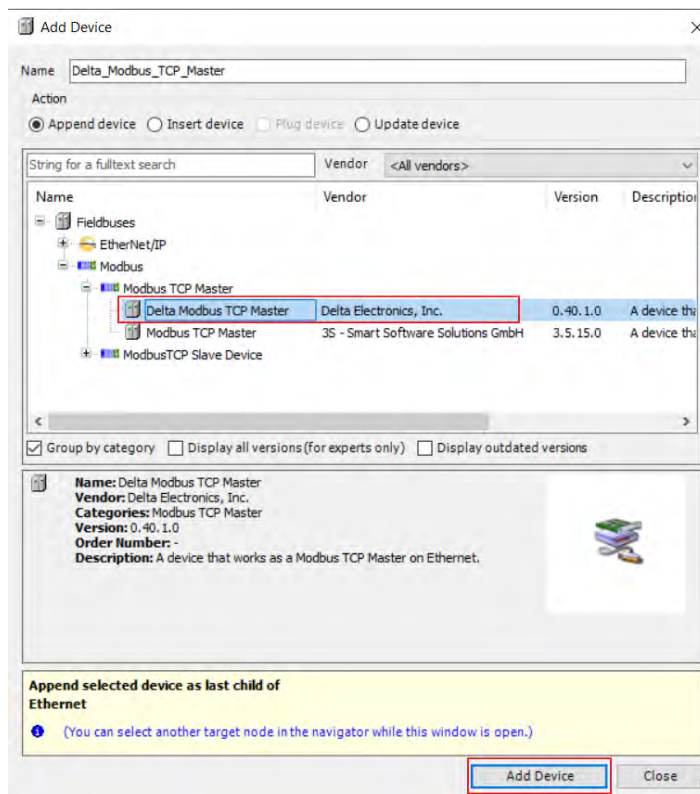 Add Device
Name Delta_Modbus_TCP_Master
Action
Append device Insert device Plug device Update device
String for a fulltext search Vendor <All vendors>
Name Vendor Version Description
Fieldbuses
EtherNet/IP
Modbus
Modbus TCP Master
Delta Modbus TCP Master Delta Electronics, Inc. 0.40.1.0 A device tha
Modbus TCP Master 3S - Smart Software Solutions GmbH 3.5.15.0 A device tha
ModbusTCP Slave Device
Group by category Display all versions (for experts only) Display outdated versions
Name: Delta Modbus TCP Master
Vendor: Delta Electronics, Inc.
Categories: Modbus TCP Master
Version: 0.40.1.0
Order Number: -
Description: A device that works as a Modbus TCP Master on Ethernet.
Append selected device as last child of
Ethernet
(You can select another target node in the navigator while this window is open.)
Add Device Close